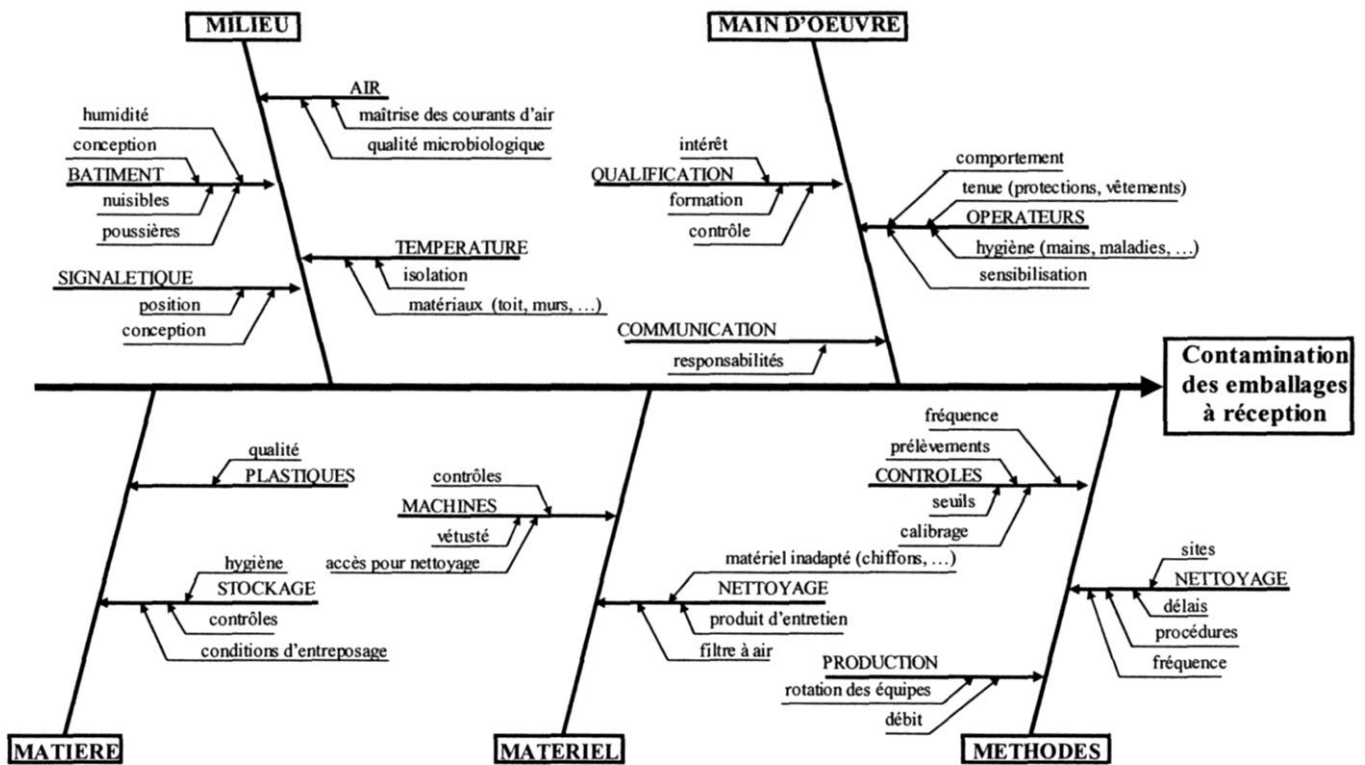 MILIEU
MAIN D'OEUVRE
AIR
maîtrise des courants d'air
qualité microbiologique
humidité
conception
BATIMENT
nuisibles
poussières
TEMPERATURE
isolation
matériaux (toit, murs, …)
SIGNALETIQUE
position
conception
intérêt
QUALIFICATION
formation
contrôle
comportement
tenue (protections, vêtements)
OPERATEURS
hygiène (mains, maladies, …)
sensibilisation
COMMUNICATION
responsabilités
Contamination
des emballages
à réception
qualité
PLASTIQUES
hygiène
STOCKAGE
contrôles
conditions d'entreposage
contrôles
MACHINES
vétusté
accès pour nettoyage
matériel inadapté (chiffons, …)
NETTOYAGE
produit d'entretien
filtre à air
fréquence
prélèvements
CONTROLES
seuils
calibrage
sites
NETTOYAGE
délais
procédures
fréquence
PRODUCTION
rotation des équipes
débit
MATIERE
MATERIEL
METHODES